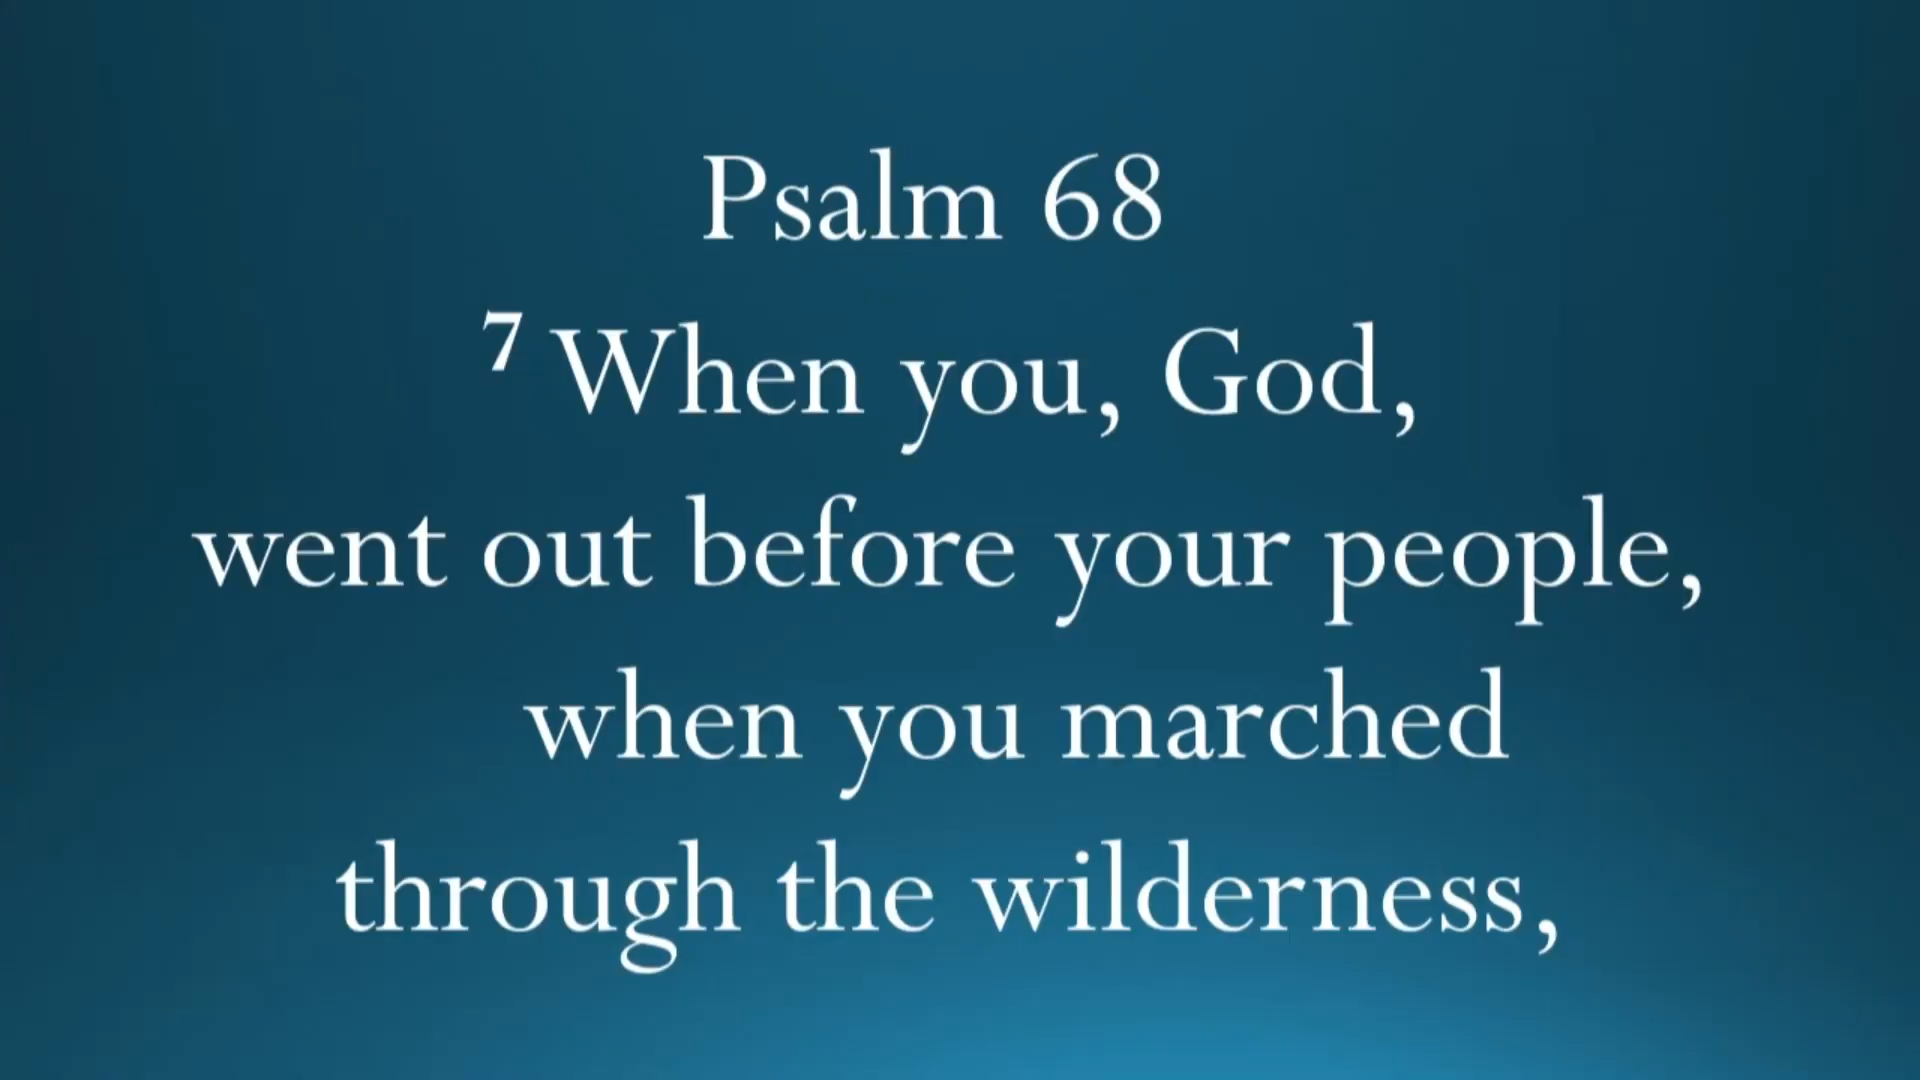 Psalm 68
7 When you, God,
went out before your people,
when you marched
through the wilderness,